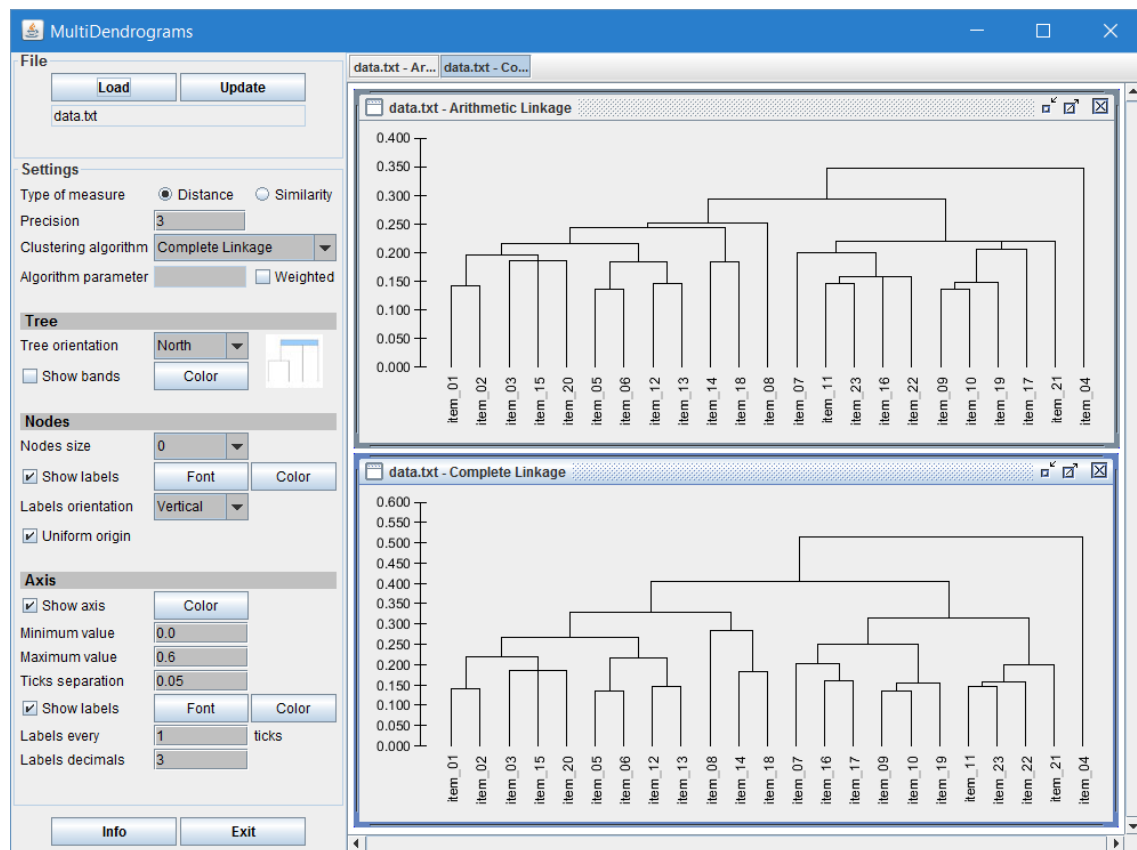 MultiDendrograms
File
Load Update
data.txt
Settings
Type of measure Distance Similarity
Precision 3
Clustering algorithm Complete Linkage
Algorithm parameter Weighted
Tree
Tree orientation North
Show bands Color
Nodes
Nodes size 0
Show labels Font Color
Labels orientation Vertical
Uniform origin
Axis
Show axis Color
Minimum value 0.0
Maximum value 0.6
Ticks separation 0.05
Show labels Font Color
Labels every 1 ticks
Labels decimals 3
Info Exit
data.txt - Ar... data.txt - Co...
data.txt - Arithmetic Linkage
0.400
0.350
0.300
0.250
0.200
0.150
0.100
0.050
0.000
item_01
item_02
item_03
item_15
item_20
item_05
item_06
item_12
item_13
item_14
item_18
item_08
item_07
item_11
item_23
item_16
item_22
item_09
item_10
item_19
item_17
item_21
item_04
data.txt - Complete Linkage
0.600
0.550
0.500
0.450
0.400
0.350
0.300
0.250
0.200
0.150
0.100
0.050
0.000
item_01
item_02
item_03
item_15
item_20
item_05
item_06
item_12
item_13
item_08
item_14
item_18
item_07
item_16
item_17
item_09
item_10
item_19
item_11
item_23
item_22
item_21
item_04